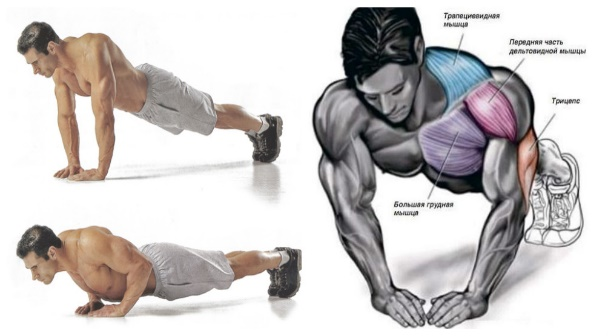 Трапециевидная
мышца
Передняя часть
дельтовидной мышцы
Трицепс
Большая грудная
мышца